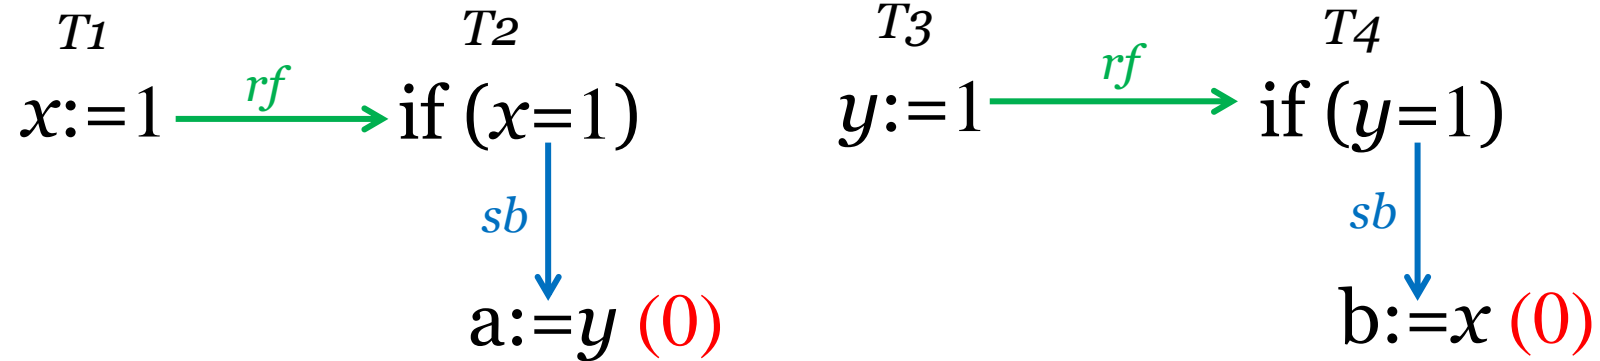 T1 T2 T3 T4
x:=1 rf if (x=1) y:=1 rf if (y=1)
sb sb
a:=y (0) b:=x (0)